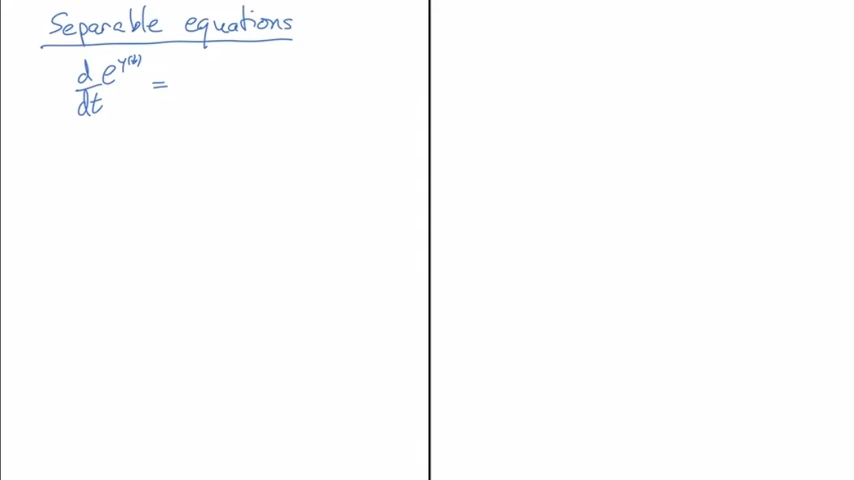 Separable equations
d/dt e^y(t) =